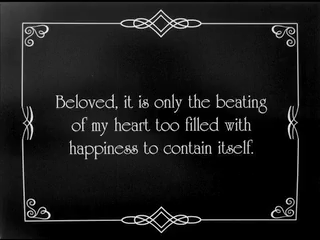 Beloved, it is only the beating
of my heart too filled with
happiness to contain itself.